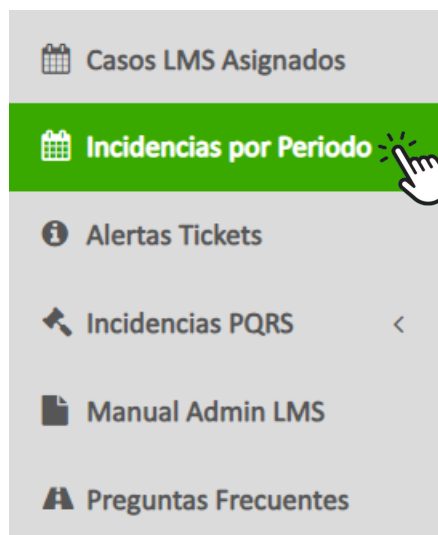 Casos LMS Asignados
Incidencias por Periodo
Alertas Tickets
Incidencias PQRS
Manual Admin LMS
Preguntas Frecuentes